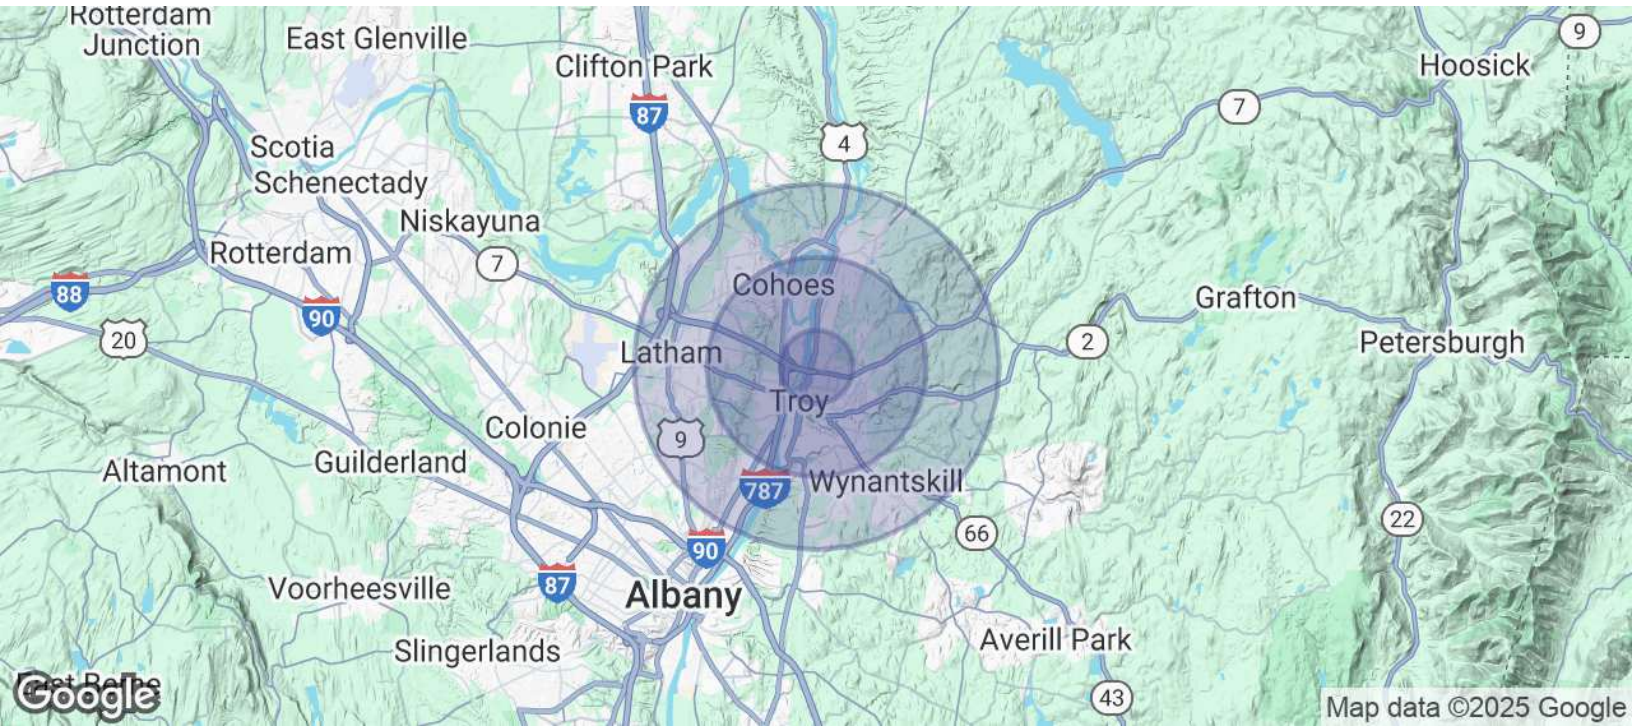 Rotterdam
Junction
East Glenville
Clifton Park
9
Hoosick
87
7
4
Scotia
Schenectady
Niskayuna
Rotterdam
7
88
90
20
Cohoes
Grafton
2
Petersburgh
Latham
Troy
Colonie
9
Altamont
Guilderland
787
Wynantskill
22
66
90
87
Voorheesville
Albany
Slingerlands
Averill Park
East Berne
Google
43
Map data ©2025 Google